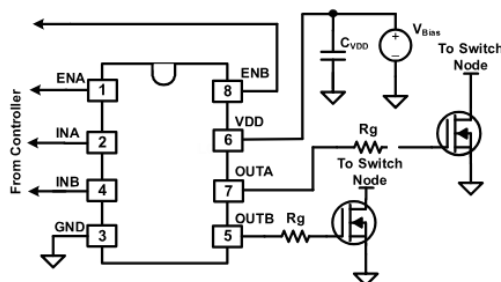 From Controller
ENA
1
INA
2
INB
4
GND
3
ENB
8
VDD
6
OUTA
7
OUTB
5
CVDD
VBias
+
−
Rg
To Switch
Node
Rg
To Switch
Node